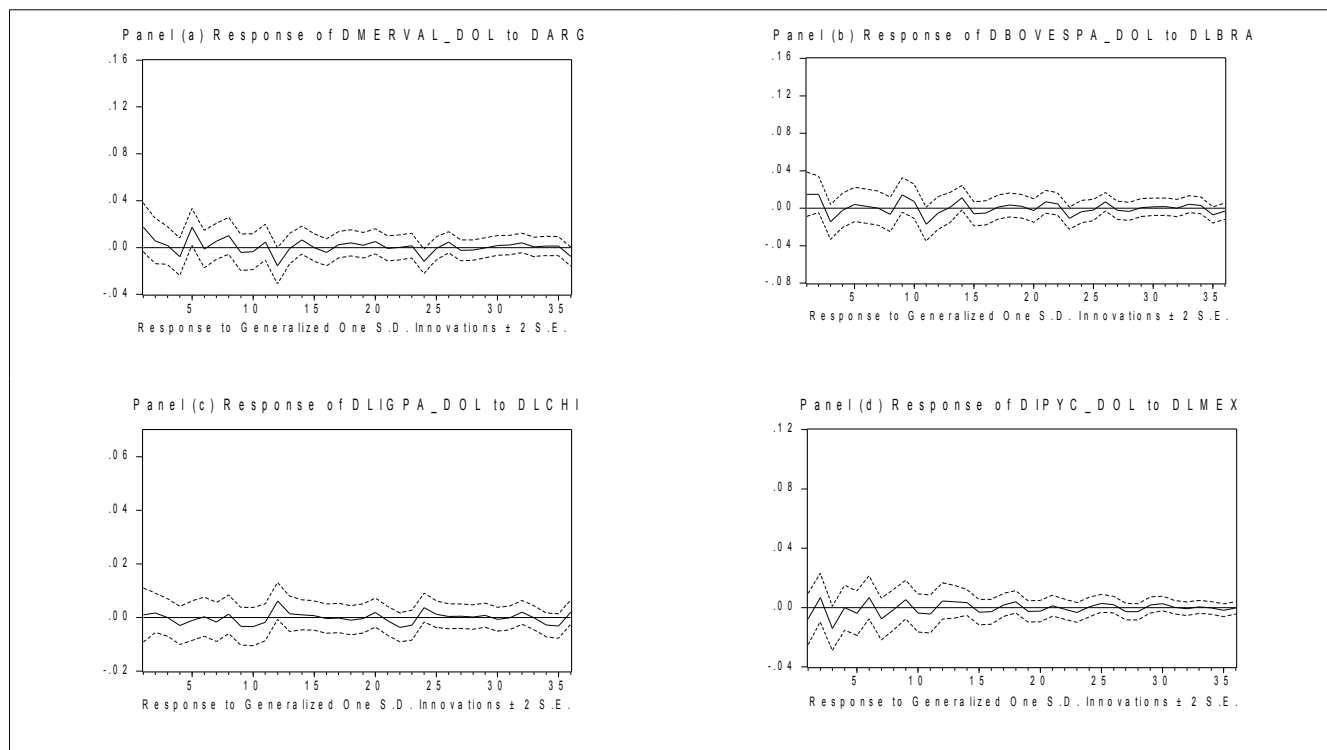 Panel (a) Response of DMERVAL_DOL to DARG
.16
.12
.08
.04
.00
-.04
5 10 15 20 25 30 35
Response to Generalized One S.D. Innovations ± 2 S.E.
Panel (b) Response of DBOVESPA_DOL to DLBRA
.16
.12
.08
.04
.00
-.04
-.08
5 10 15 20 25 30 35
Response to Generalized One S.D. Innovations ± 2 S.E.
Panel (c) Response of DLIGPA_DOL to DLCHI
.06
.04
.02
.00
-.02
5 10 15 20 25 30 35
Response to Generalized One S.D. Innovations ± 2 S.E.
Panel (d) Response of DIPYC_DOL to DLMEX
.12
.08
.04
.00
-.04
5 10 15 20 25 30 35
Response to Generalized One S.D. Innovations ± 2 S.E.